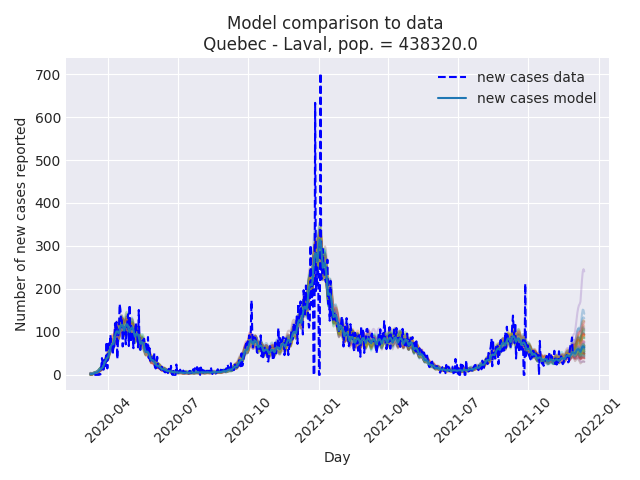 Model comparison to data
Quebec - Laval, pop. = 438320.0
new cases data
new cases model
Number of new cases reported
700
600
500
400
300
200
100
0
2020-04
2020-07
2020-10
2021-01
2021-04
2021-07
2021-10
2022-01
Day